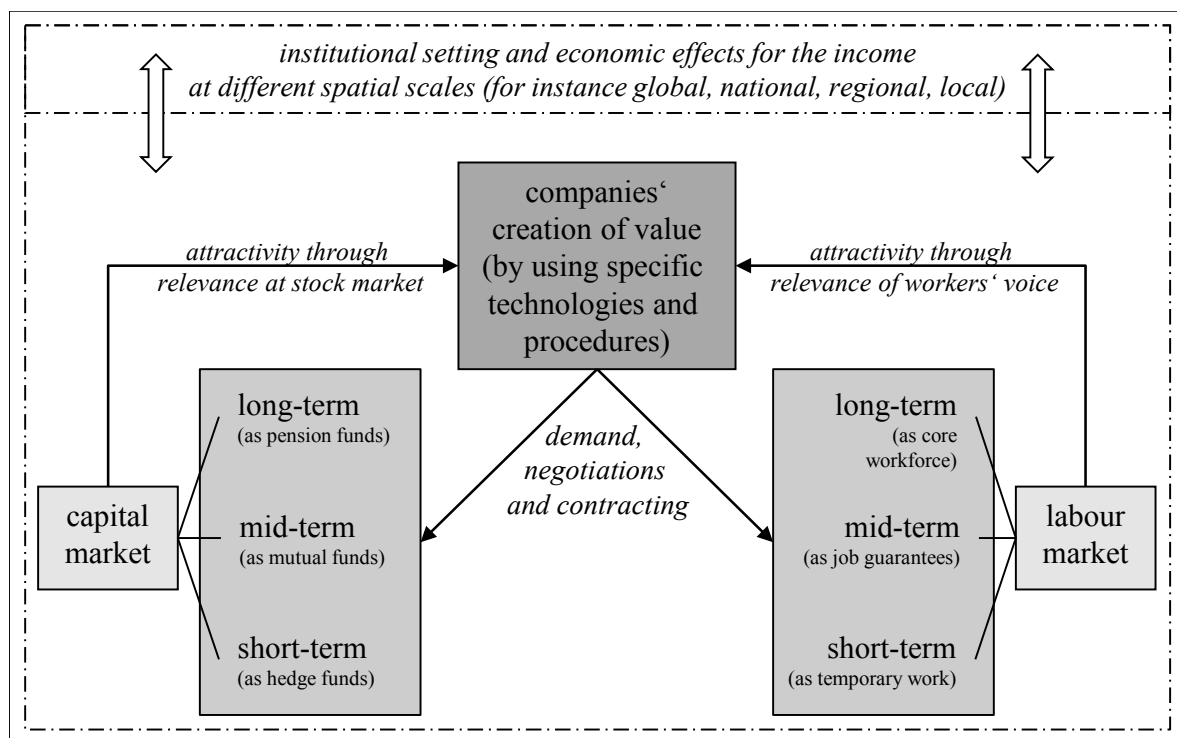 institutional setting and economic effects for the income
at different spatial scales (for instance global, national, regional, local)
companies‘
creation of value
(by using specific
technologies and
procedures)
attractivity through
relevance at stock market
attractivity through
relevance of workers‘ voice
long-term
(as pension funds)
mid-term
(as mutual funds)
short-term
(as hedge funds)
capital
market
demand,
negotiations
and contracting
long-term
(as core
workforce)
mid-term
(as job guarantees)
short-term
(as temporary work)
labour
market